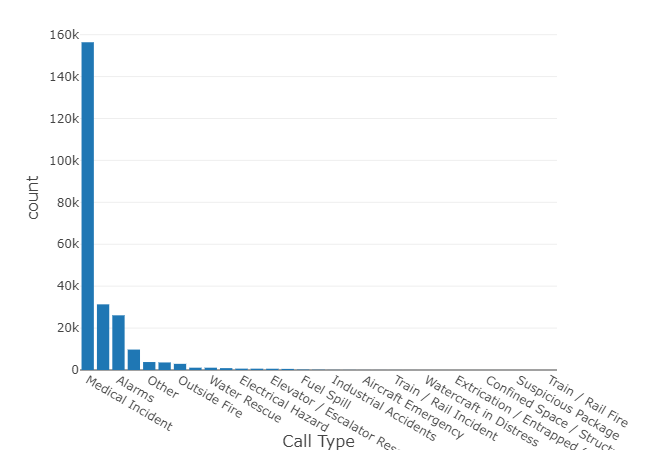 160k
140k
120k
100k
80k
60k
40k
20k
0
count
Medical Incident
Alarms
Other
Outside Fire
Water Rescue
Electrical Hazard
Elevator / Escalator
Fuel Spill
Industrial Accidents
Aircraft Emergency
Train / Rail Incident
Watercraft in Distress
Extrication / Entrapped /
Confined Space /
Suspicious Package
Train / Rail Fire
Call Type